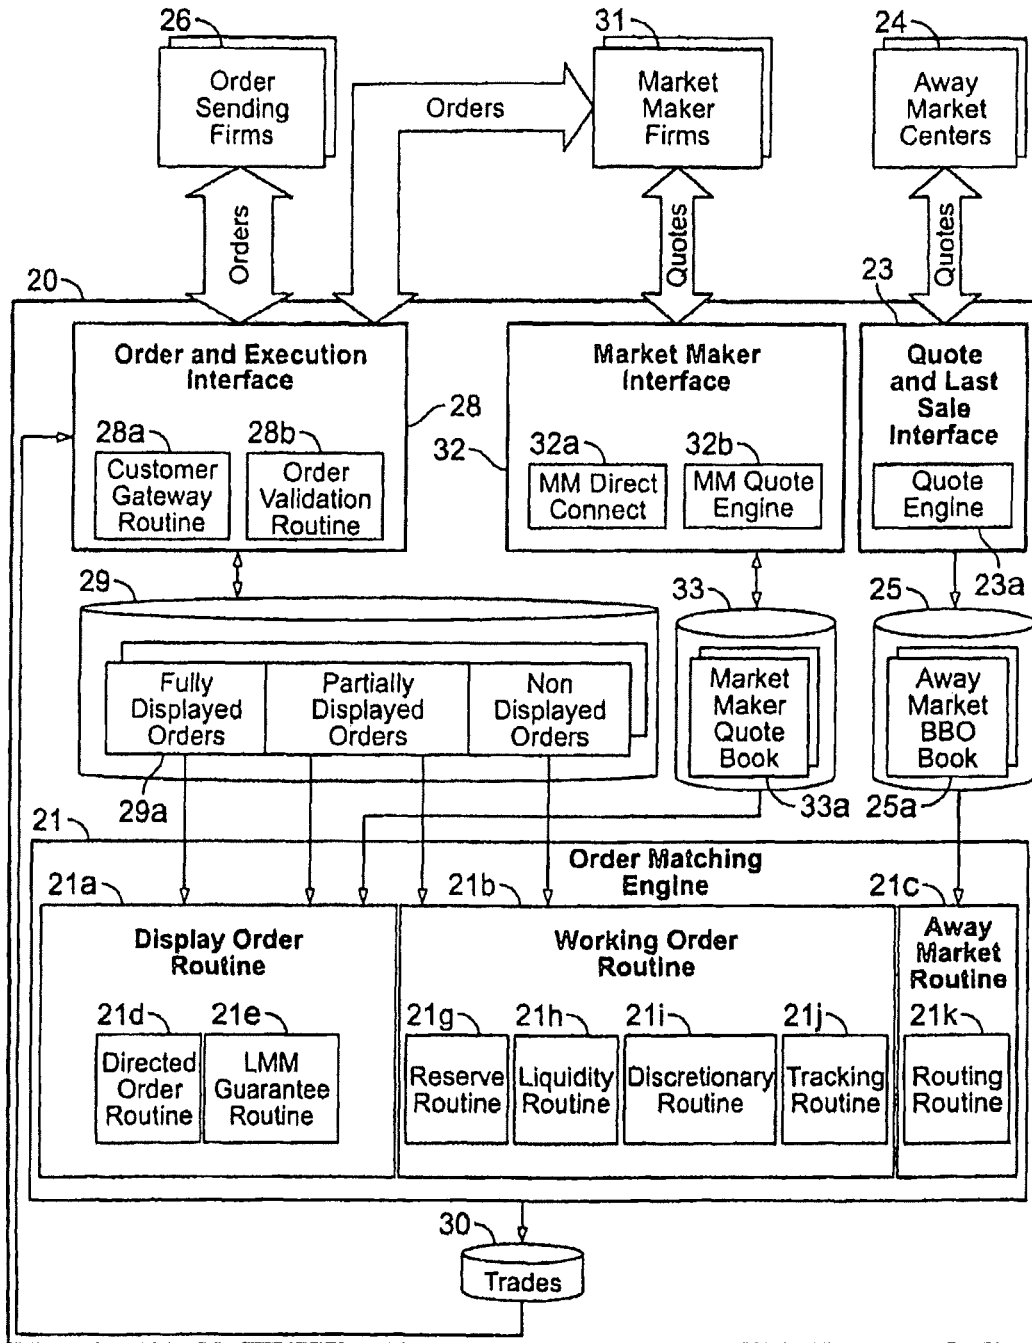 26
Order
Sending
Firms
31
Market
Maker
Firms
24
Away
Market
Centers
Orders
Orders
Quotes
Quotes
20
23
Order and Execution
Interface
28
28a
Customer
Gateway
Routine
28b
Order
Validation
Routine
Market Maker
Interface
32
32a
MM Direct
Connect
32b
MM Quote
Engine
Quote
and Last
Sale
Interface
Quote
Engine
23a
29
Fully
Displayed
Orders
Partially
Displayed
Orders
Non
Displayed
Orders
29a
33
Market
Maker
Quote
Book
33a
25
Away
Market
BBO
Book
25a
21
Order Matching
Engine
21a
Display Order
Routine
21d
Directed
Order
Routine
21e
LMM
Guarantee
Routine
21b
Working Order
Routine
21g
Reserve
Routine
21h
Liquidity
Routine
21i
Discretionary
Routine
21j
Tracking
Routine
21c
Away
Market
Routine
21k
Routing
Routine
30
Trades